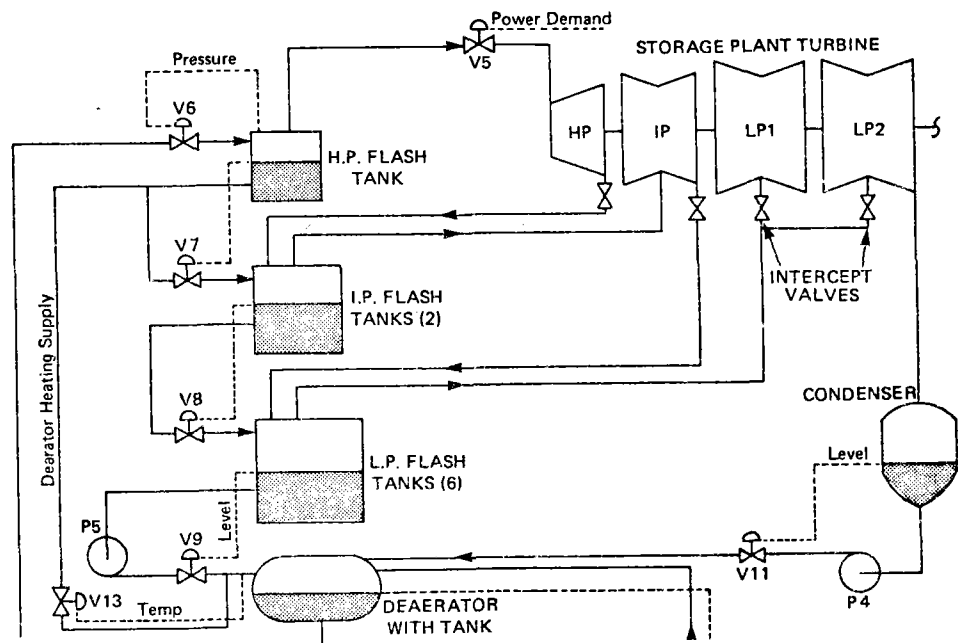 Power Demand
V5
STORAGE PLANT TURBINE
Pressure
V6
HP
IP
LP1
LP2
H.P. FLASH
TANK
V7
INTERCEPT
VALVES
I.P. FLASH
TANKS (2)
Dearator Heating Supply
V8
CONDENSER
L.P. FLASH
TANKS (6)
Level
Level
P5
V9
V11
P4
V13
Temp
DEAERATOR
WITH TANK